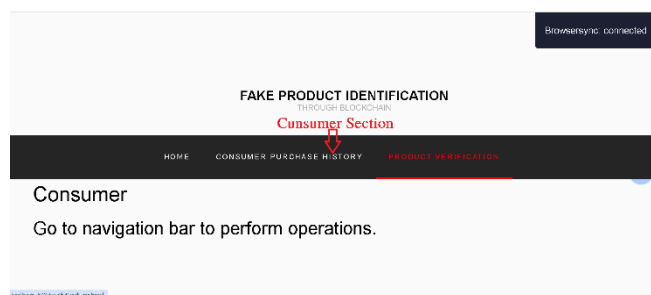 Browsersync: connected
FAKE PRODUCT IDENTIFICATION
THROUGH BLOCKCHAIN
Cunsumer Section
HOME CONSUMER PURCHASE HISTORY PRODUCT VERIFICATION
Consumer
Go to navigation bar to perform operations.